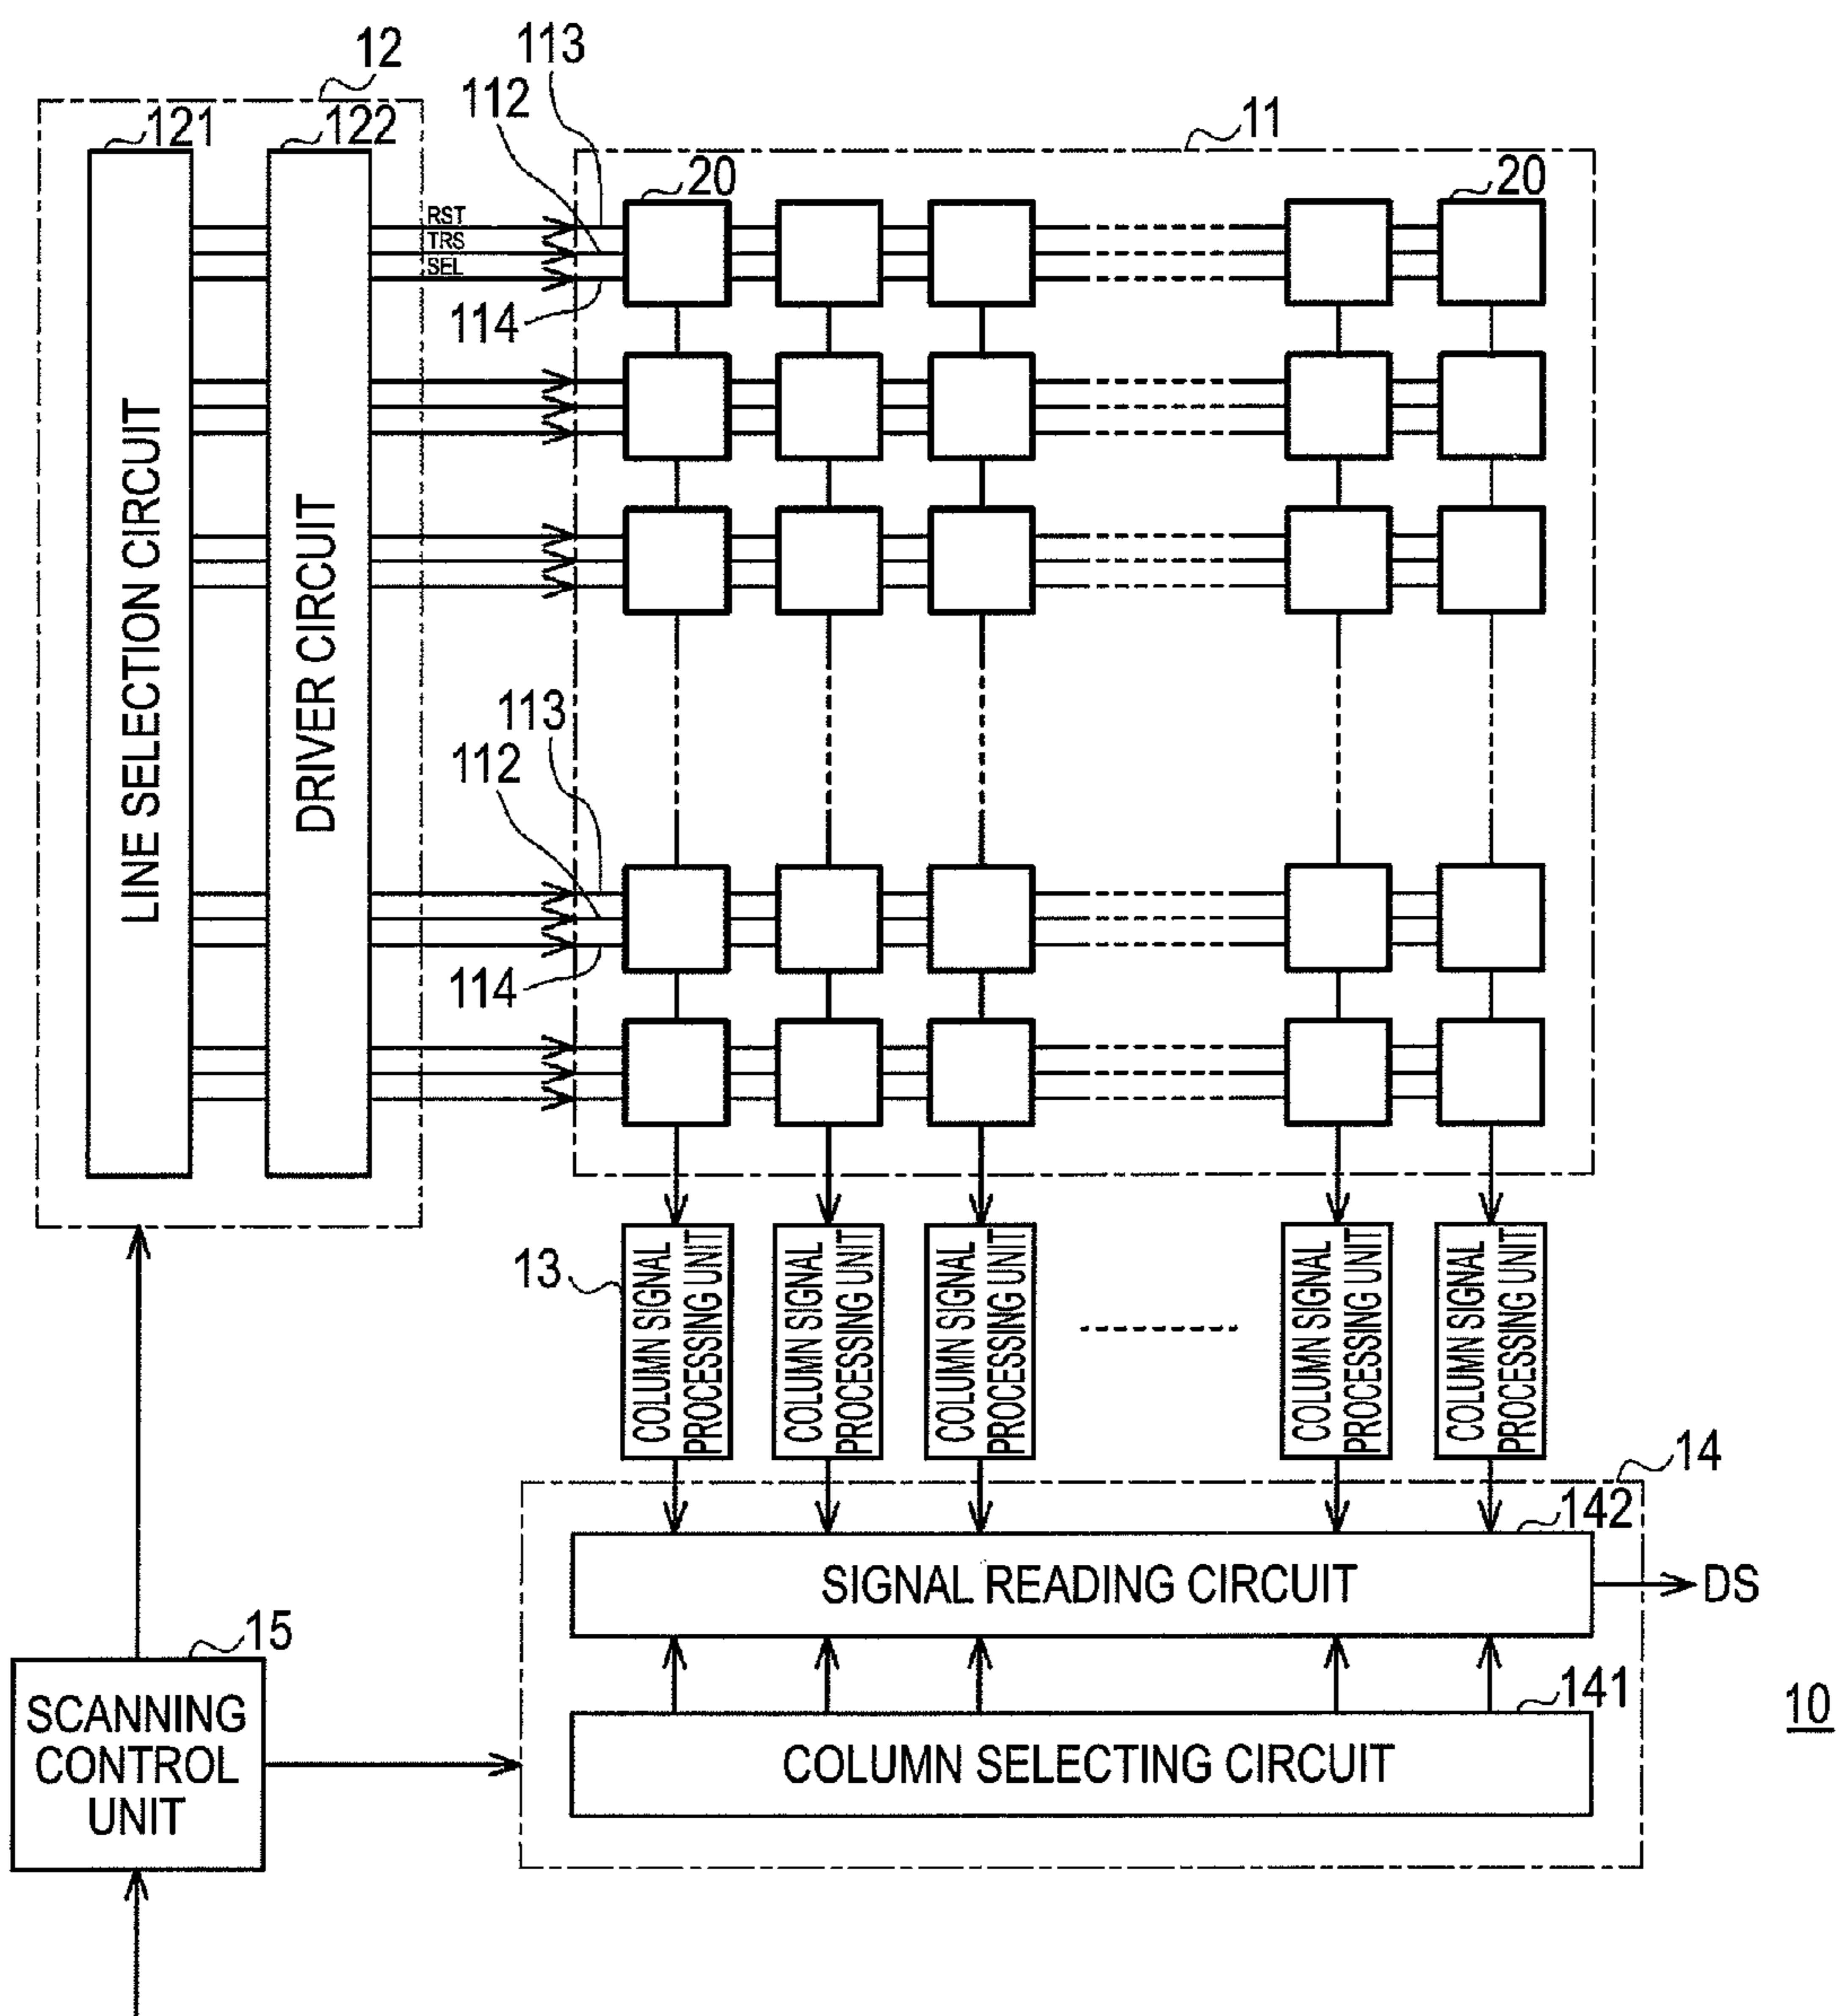 113
12
112
11
121
122
20
20
RST
TRS
SEL
114
LINE SELECTION CIRCUIT
DRIVER CIRCUIT
113
112
114
13
COLUMN SIGNAL
PROCESSING UNIT
COLUMN SIGNAL
PROCESSING UNIT
COLUMN SIGNAL
PROCESSING UNIT
COLUMN SIGNAL
PROCESSING UNIT
COLUMN SIGNAL
PROCESSING UNIT
14
142
SIGNAL READING CIRCUIT
DS
15
141
SCANNING
CONTROL
UNIT
COLUMN SELECTING CIRCUIT
10